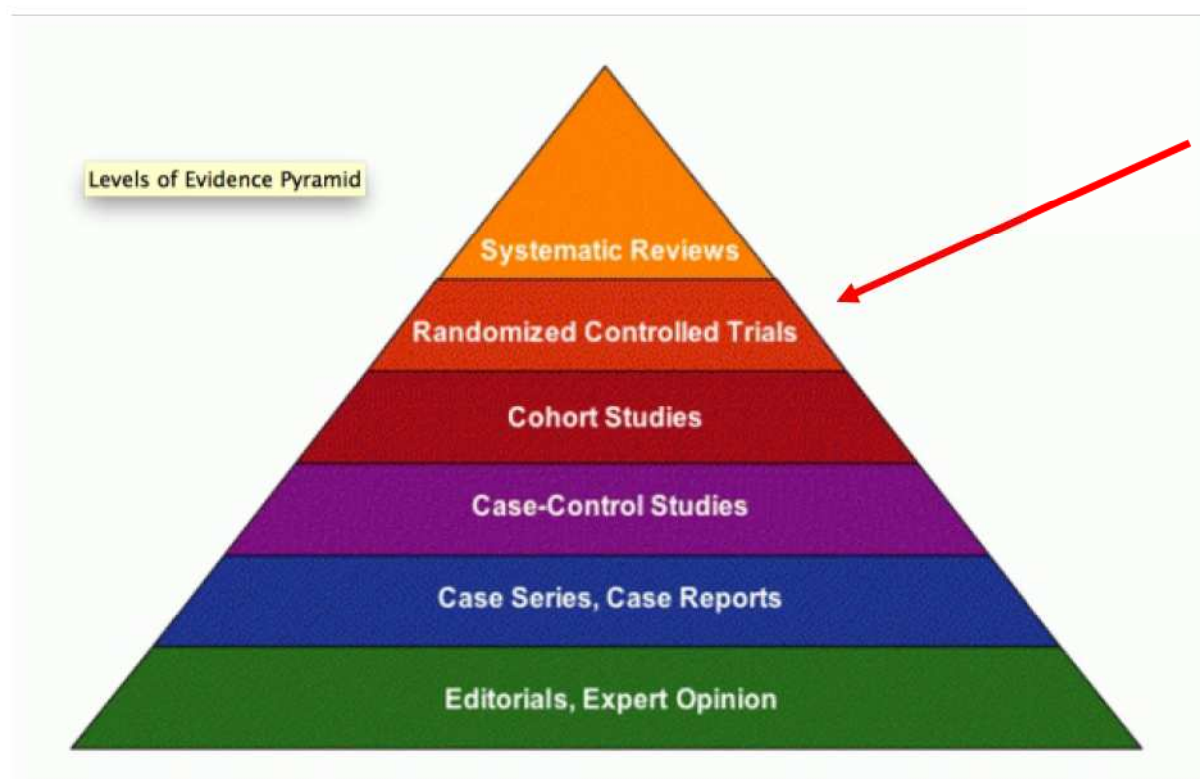 Levels of Evidence Pyramid
Systematic Reviews
Randomized Controlled Trials
Cohort Studies
Case-Control Studies
Case Series, Case Reports
Editorials, Expert Opinion